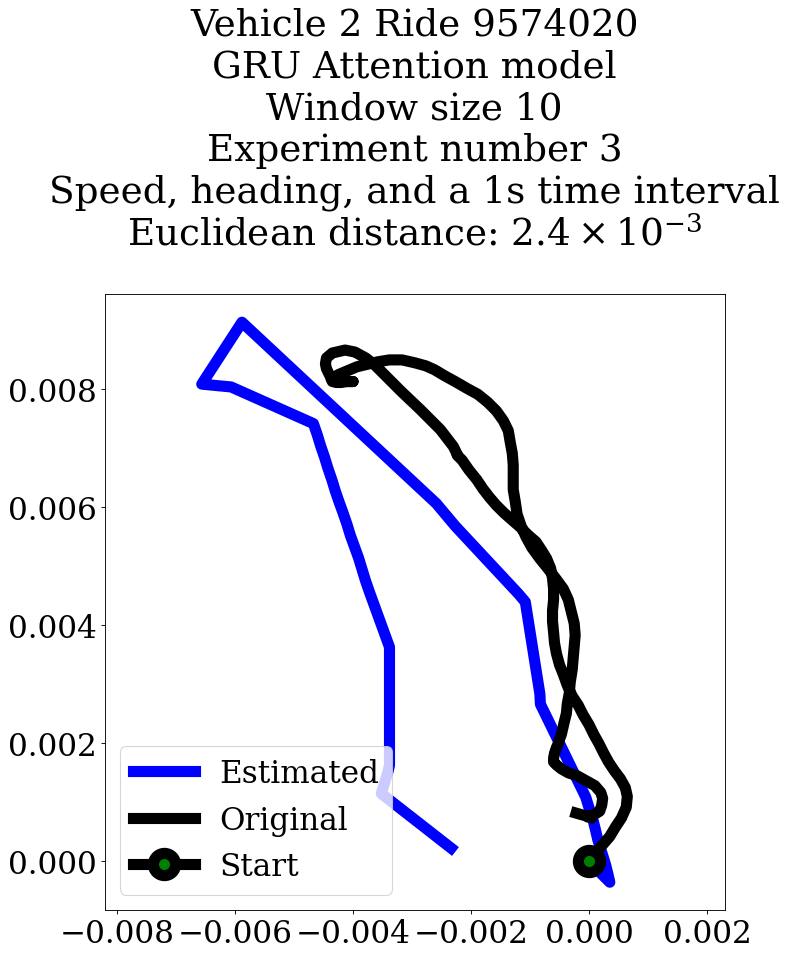 Vehicle 2 Ride 9574020
GRU Attention model
Window size 10
Experiment number 3
Speed, heading, and a 1s time interval
Euclidean distance: 2.4 × 10⁻³
0.008
0.006
0.004
0.002
0.000
Estimated
Original
Start
−0.008 −0.006 −0.004 −0.002 0.000 0.002